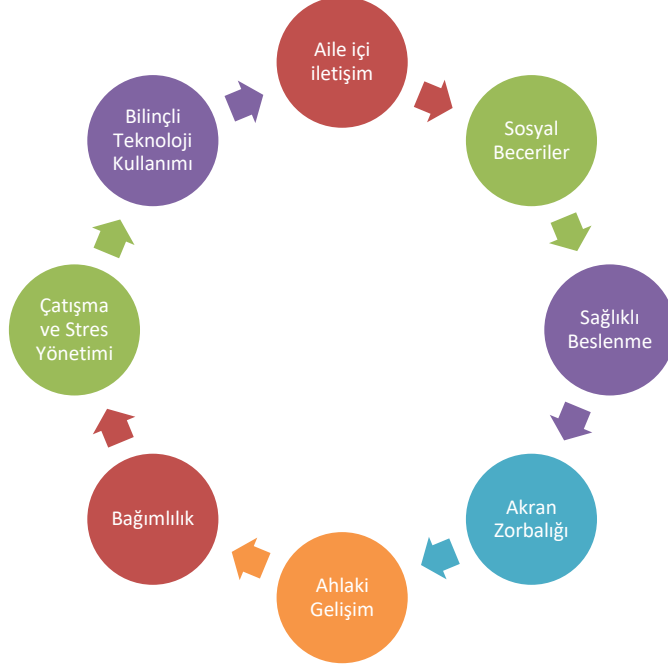 Aile içi
iletişim
Sosyal
Beceriler
Sağlıklı
Beslenme
Akran
Zorbalığı
Ahlaki
Gelişim
Bağımlılık
Çatışma
ve Stres
Yönetimi
Bilinçli
Teknoloji
Kullanımı